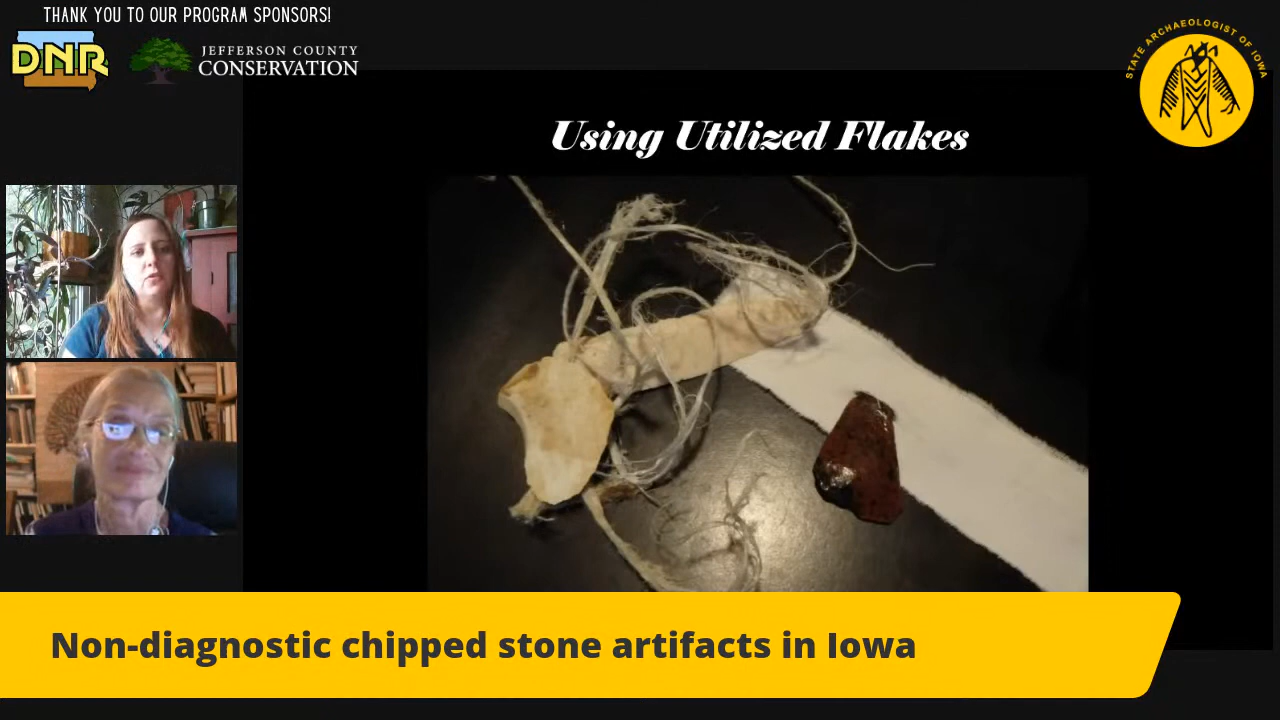 THANK YOU TO OUR PROGRAM SPONSORS!
DNR
JEFFERSON COUNTY
CONSERVATION
STATE ARCHAEOLOGIST OF IOWA
Using Utilized Flakes
Non-diagnostic chipped stone artifacts in Iowa